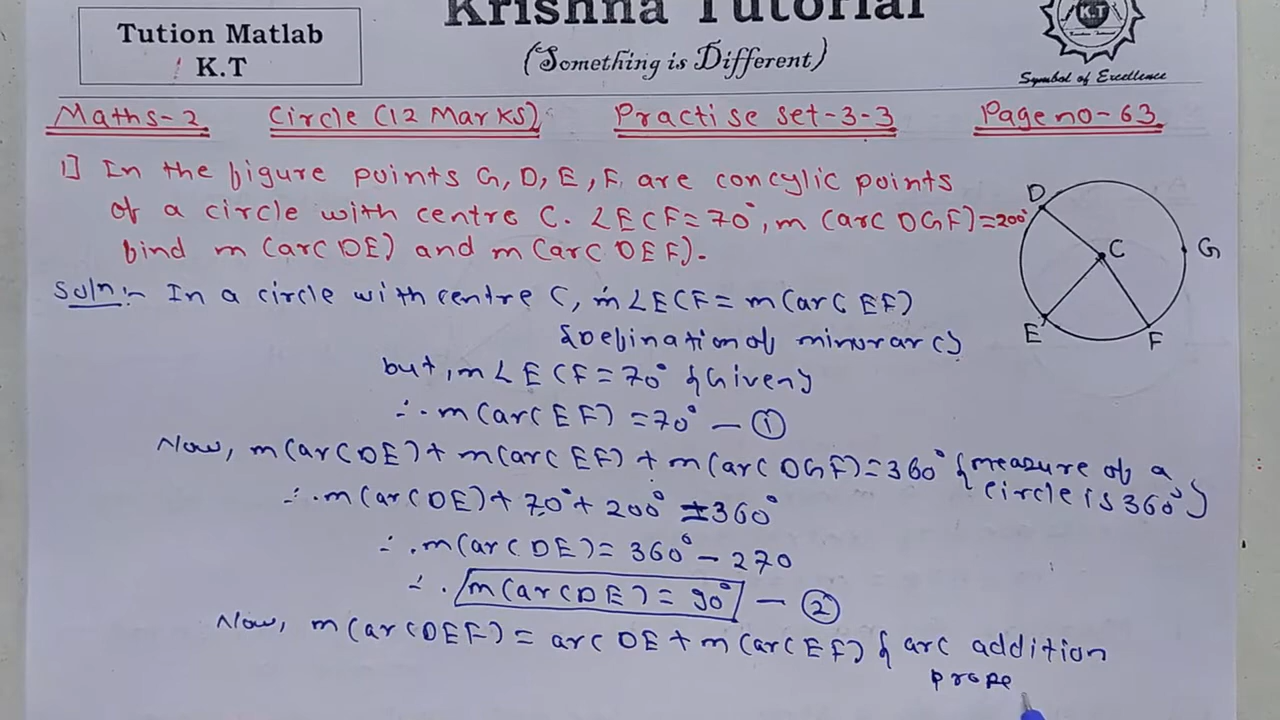 Krishna Tutorial
Tution Matlab
K.T
(Something is Different)
K.T
Symbol of Excellence
Maths-2 Circle (12 Marks) Practise set-3-3 Page no-63
1] In the figure points G, D, E, F, are concylic points
of a circle with centre C. ∠ECF=70°, m (arc DGF)=200°
find m (arc DE) and m (arc DEF).
D
C
G
E
F
Soln:- In a circle with centre C, m∠ECF = m(arc EF)
{Defination of minor arc}
but, m∠ECF=70° {Given}
∴ m(arc EF) =70° — ①
Now, m(arc DE)+ m(arc EF) + m(arc DGF)=360° {measure of a
circle is 360°}
∴ m(arc DE)+ 70°+ 200° =360°
∴ m(arc DE)= 360° - 270
∴ m(arc DE)= 90° — ②
Now, m(arc DEF)= arc DE + m(arc EF) { arc addition
prope